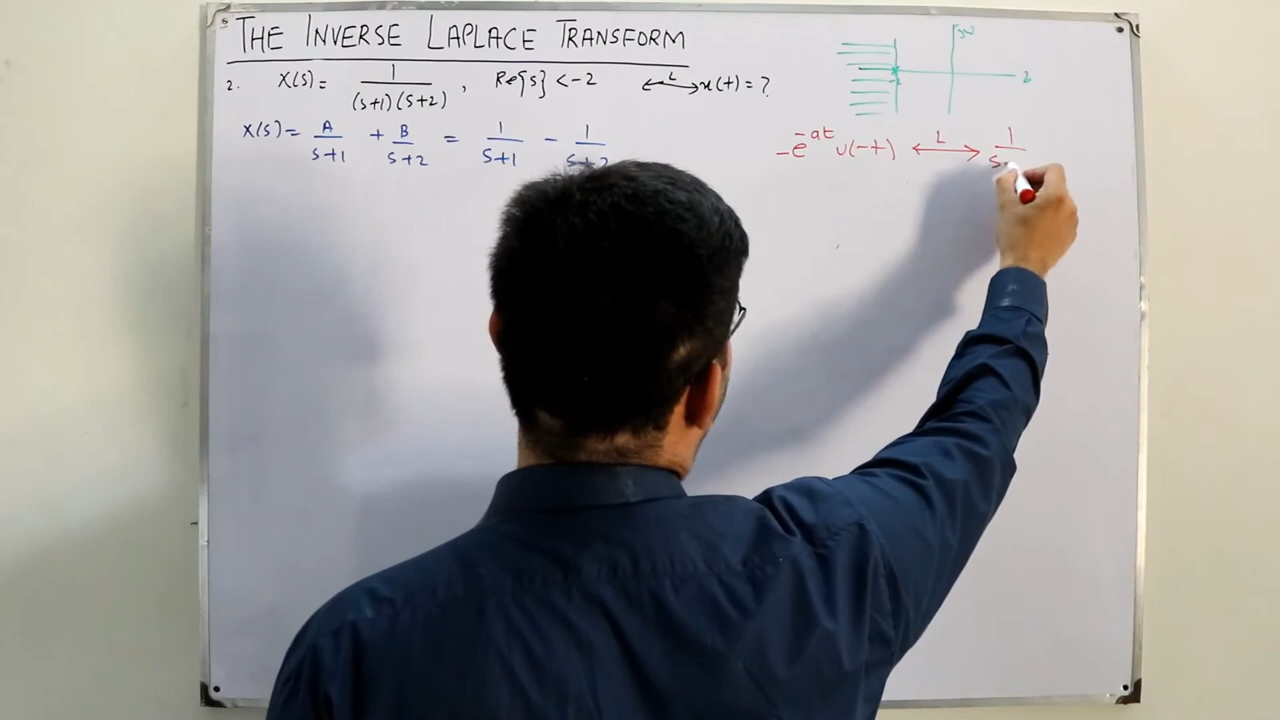 THE INVERSE LAPLACE TRANSFORM
2. X(s) = 1/((s+1)(s+2)), Re{s} < -2 ⟷L x(t) = ?
jω
X(s) = A/(s+1) + B/(s+2) = 1/(s+1) - 1/(s+2)
-e^{-at} u(-t) ⟷L 1/s